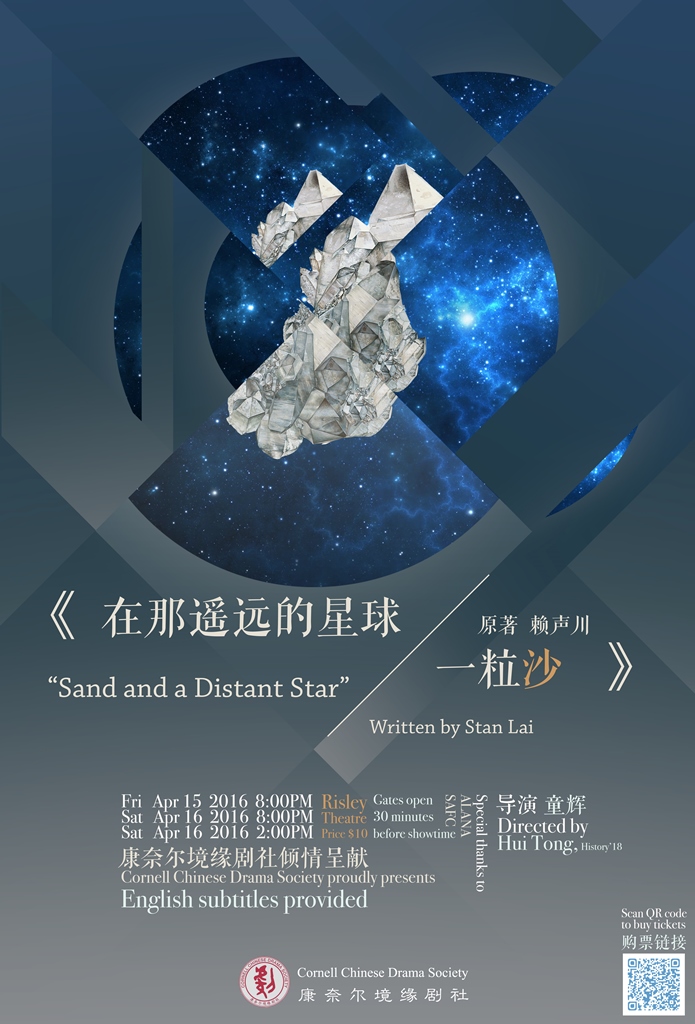 《 在那遥远的星球
原著 赖声川
一粒沙 》
“Sand and a Distant Star”
Written by Stan Lai
Fri Apr 15 2016 8:00PM
Sat Apr 16 2016 8:00PM
Sat Apr 16 2016 2:00PM
Risley
Theatre
Price $10
Gates open
30 minutes
before showtime
Special thanks to
ALANA
SAFC
导演 童辉
Directed by
Hui Tong, History'18
康奈尔境缘剧社倾情呈献
Cornell Chinese Drama Society proudly presents
English subtitles provided
Scan QR code
to buy tickets
购票链接
Cornell Chinese Drama Society
康奈尔境缘剧社